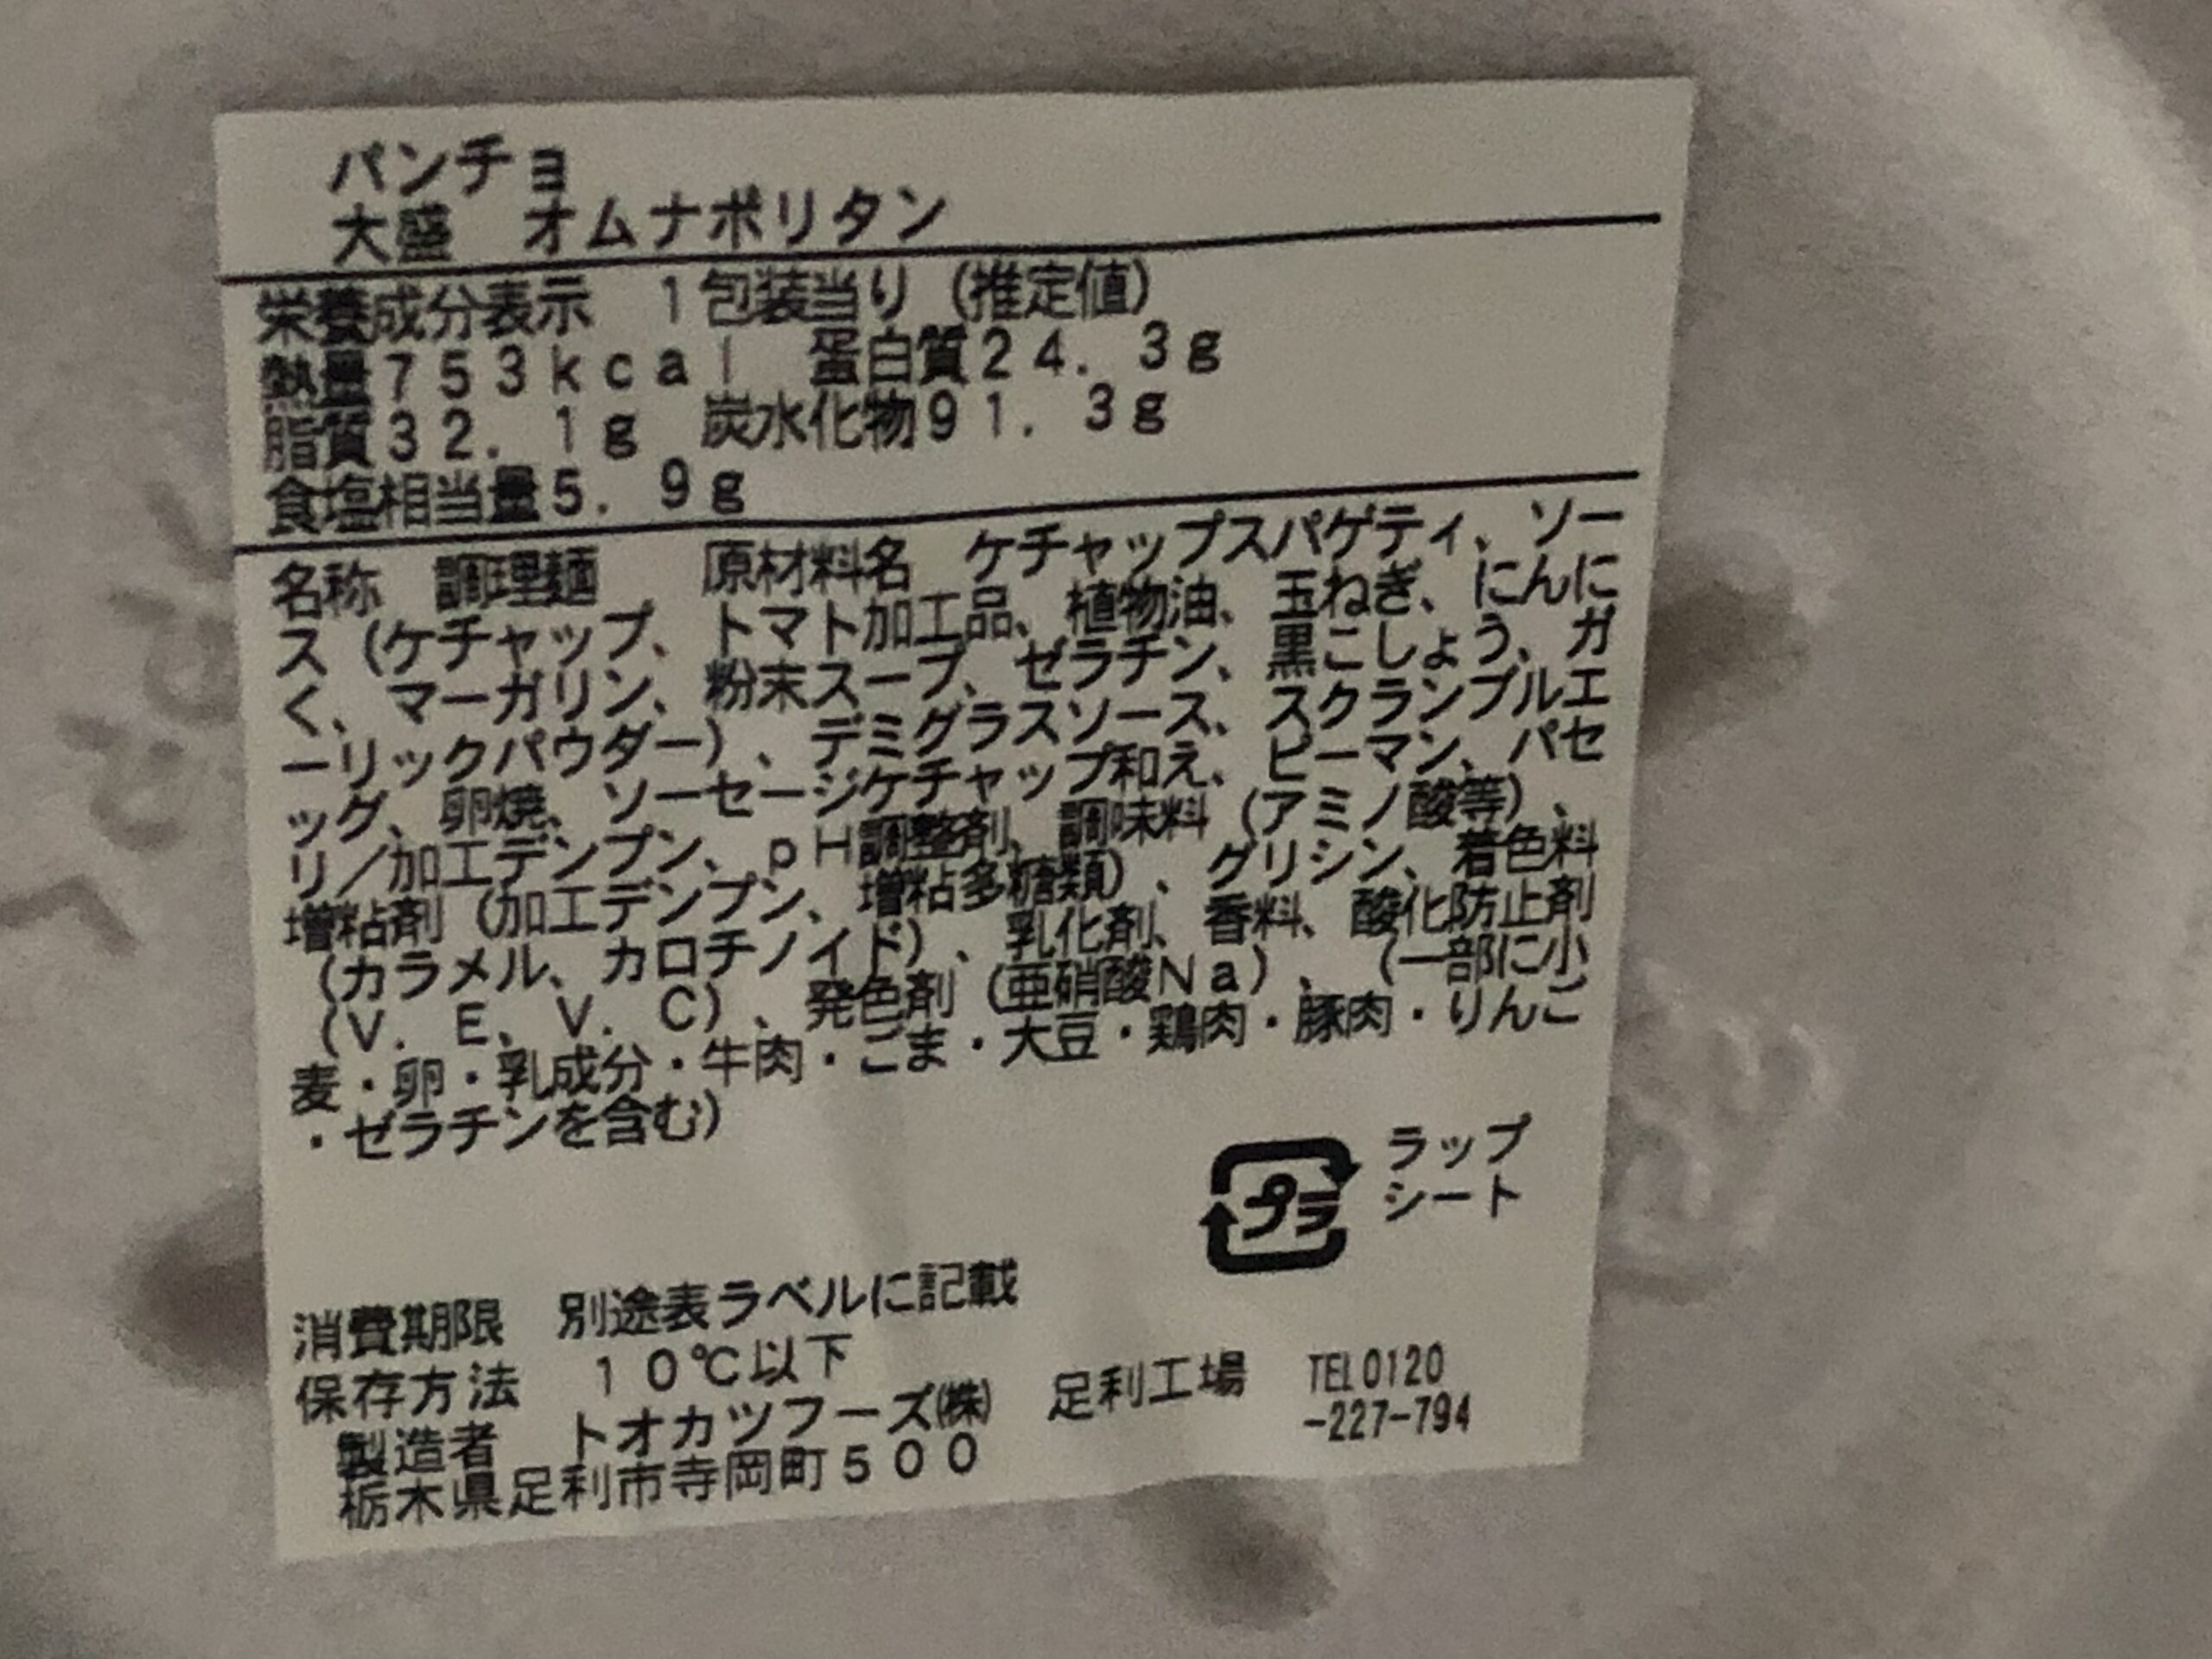 パンチョ
大盛　オムナポリタン
栄養成分表示　1包装当り（推定値）
熱量753kcal　蛋白質24．3g
脂質32．1g　炭水化物91．3g
食塩相当量5．9g
名称　調理麺　　原材料名　ケチャップスパゲティ、ソー
ス（ケチャップ、トマト加工品、植物油、玉ねぎ、にんに
く、マーガリン、粉末スープ、ゼラチン、黒こしょう、ガ
ーリックパウダー）、デミグラスソース、スクランブルエ
ッグ、卵焼、ソーセージケチャップ和え、ピーマン、パセ
リ／加工デンプン、pH調整剤、調味料（アミノ酸等）、
増粘剤（加工デンプン、増粘多糖類）、グリシン、着色料
（カラメル、カロチノイド）、乳化剤、香料、酸化防止剤
（V．E、V．C）、発色剤（亜硝酸Na）、（一部に小
麦・卵・乳成分・牛肉・ごま・大豆・鶏肉・豚肉・りんご
・ゼラチンを含む）
プラ
ラップ
シート
消費期限　別途表ラベルに記載
保存方法　10℃以下
製造者　トオカツフーズ㈱　足利工場
栃木県足利市寺岡町500
TEL0120
-227-794